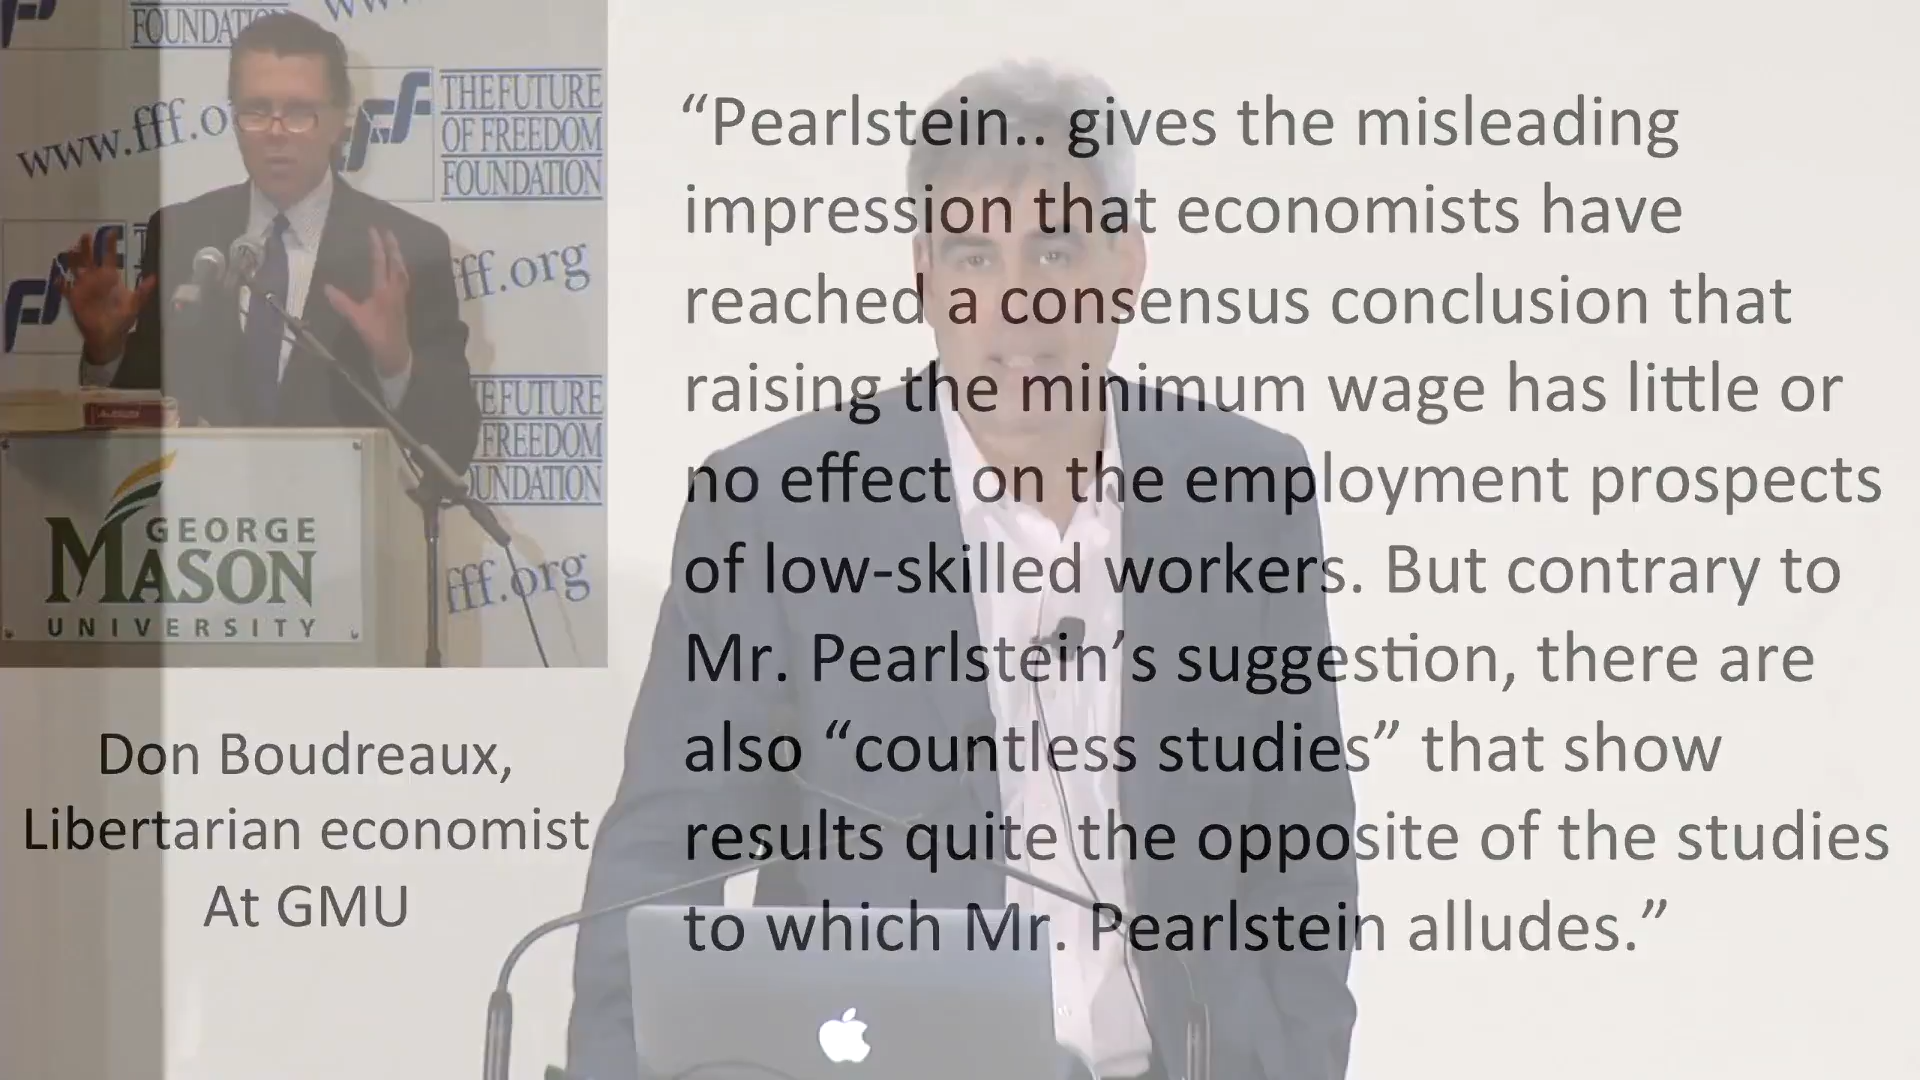 FOUNDATION
www.
www.fff.o
THE FUTURE
OF FREEDOM
FOUNDATION
ff.org
E FUTURE
FREEDOM
OUNDATION
fff.org
GEORGE
MASON
UNIVERSITY
Don Boudreaux,
Libertarian economist
At GMU
“Pearlstein.. gives the misleading
impression that economists have
reached a consensus conclusion that
raising the minimum wage has little or
no effect on the employment prospects
of low-skilled workers. But contrary to
Mr. Pearlstein’s suggestion, there are
also “countless studies” that show
results quite the opposite of the studies
to which Mr. Pearlstein alludes.”